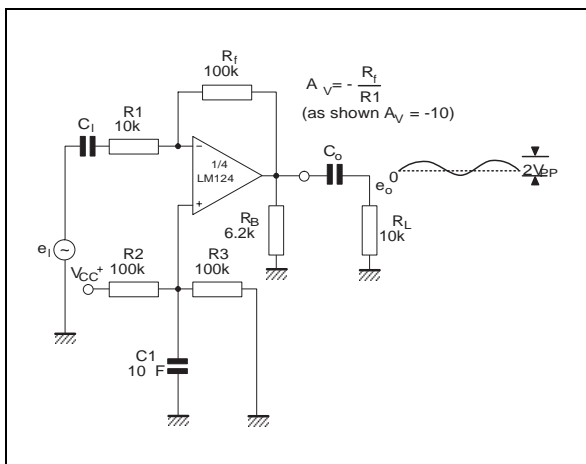 Rf
100k
A V = - Rf
R1
(as shown AV = -10)
CI
R1
10k
1/4
LM124
Co
0
eo
2VPP
RB
6.2k
RL
10k
eI
VCC+
R2
100k
R3
100k
C1
10 F